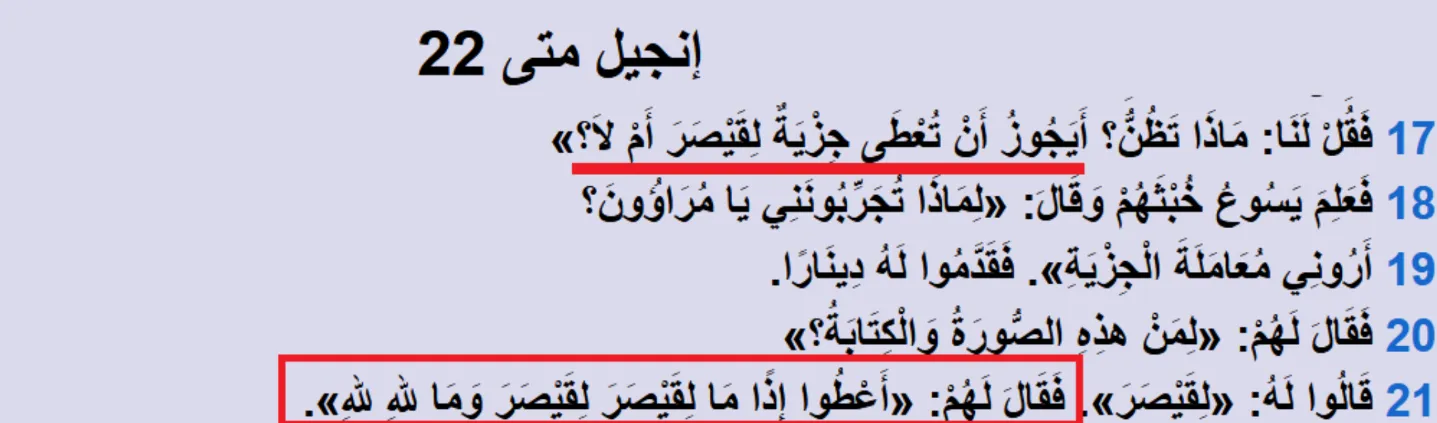 إنجيل متى 22
17 فَقُلْ لَنَا: مَاذَا تَظُنُّ؟ أَيَجُوزُ أَنْ تُعْطَى جِزْيَةٌ لِقَيْصَرَ أَمْ لاَ؟»
18 فَعَلِمَ يَسُوعُ خُبْثَهُمْ وَقَالَ: «لِمَاذَا تُجَرِّبُونَنِي يَا مُرَاؤُونَ؟
19 أَرُونِي مُعَامَلَةَ الْجِزْيَةِ». فَقَدَّمُوا لَهُ دِينَارًا.
20 فَقَالَ لَهُمْ: «لِمَنْ هذِهِ الصُّورَةُ وَالْكِتَابَةُ؟»
21 قَالُوا لَهُ: «لِقَيْصَرَ». فَقَالَ لَهُمْ: «أَعْطُوا إِذًا مَا لِقَيْصَرَ لِقَيْصَرَ وَمَا للهِ للهِ».